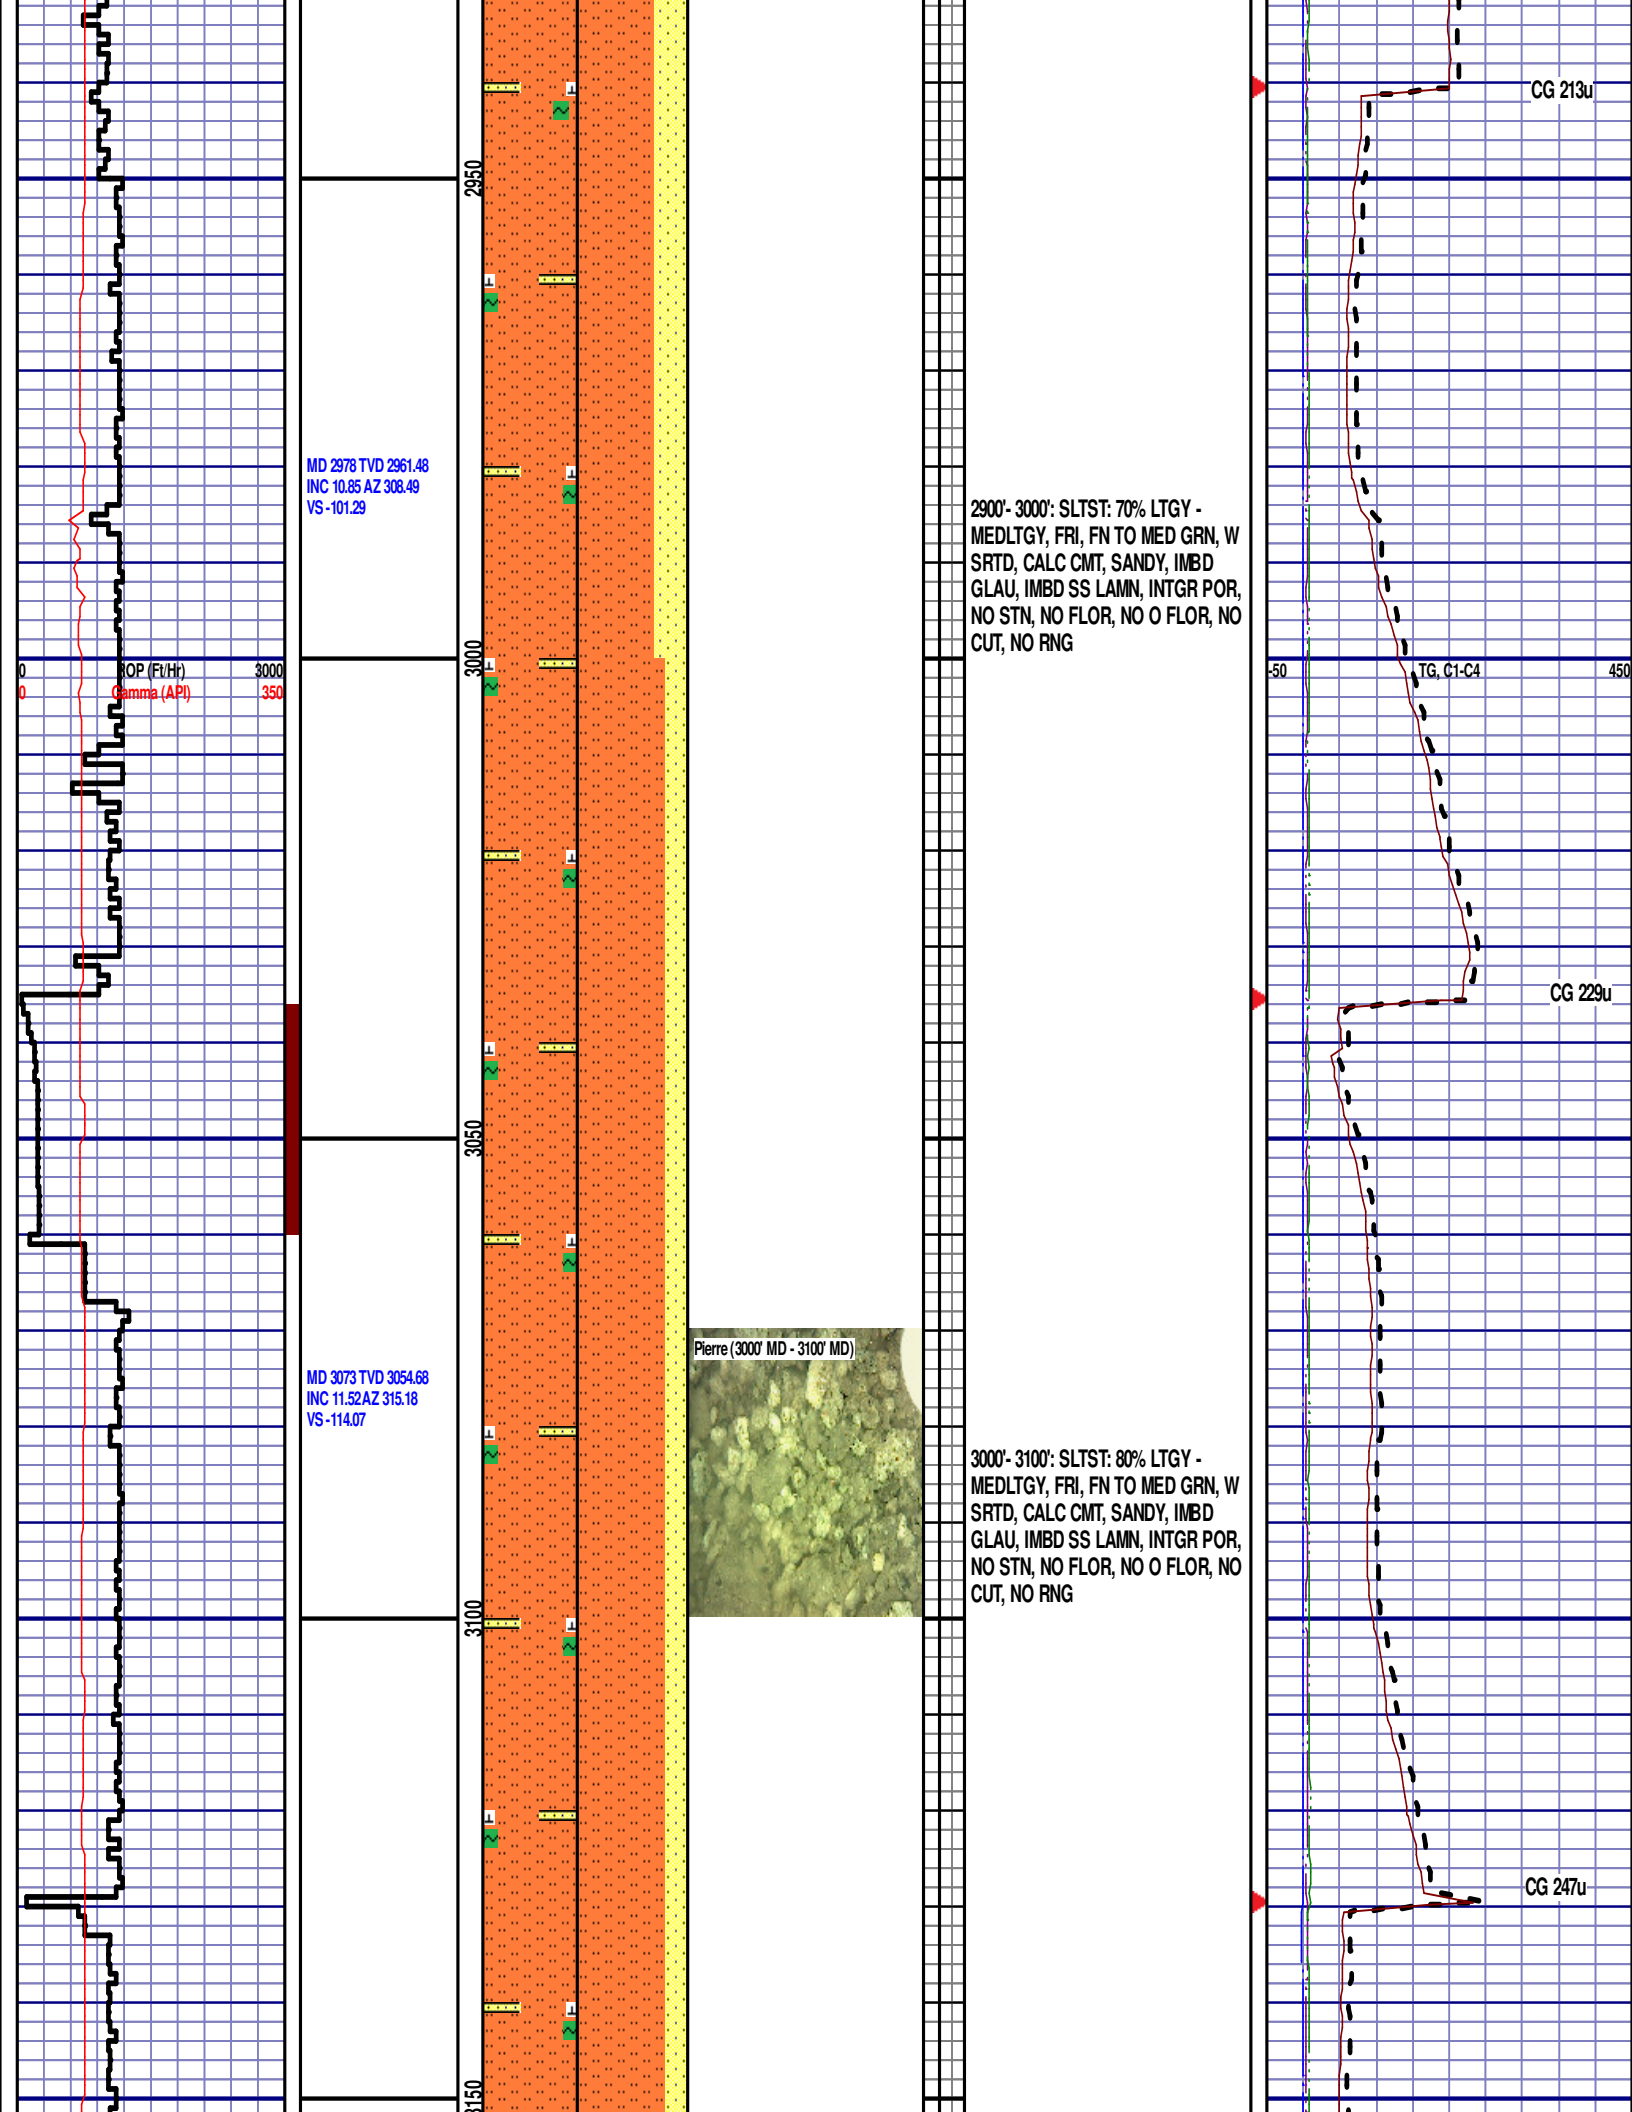 CG 213u
2950
MD 2978 TVD 2961.48
INC 10.85 AZ 308.49
VS -101.29
2900'- 3000': SLTST: 70% LTGY -
MEDLTGY, FRI, FN TO MED GRN, W
SRTD, CALC CMT, SANDY, IMBD
GLAU, IMBD SS LAMN, INTGR POR,
NO STN, NO FLOR, NO O FLOR, NO
CUT, NO RNG
3000
0 ROP (Ft/Hr) 3000
0 Gamma (API) 350
-50 TG, C1-C4 450
CG 229u
3050
Pierre (3000' MD - 3100' MD)
MD 3073 TVD 3054.68
INC 11.52 AZ 315.18
VS -114.07
3000'- 3100': SLTST: 80% LTGY -
MEDLTGY, FRI, FN TO MED GRN, W
SRTD, CALC CMT, SANDY, IMBD
GLAU, IMBD SS LAMN, INTGR POR,
NO STN, NO FLOR, NO O FLOR, NO
CUT, NO RNG
3100
CG 247u
3150